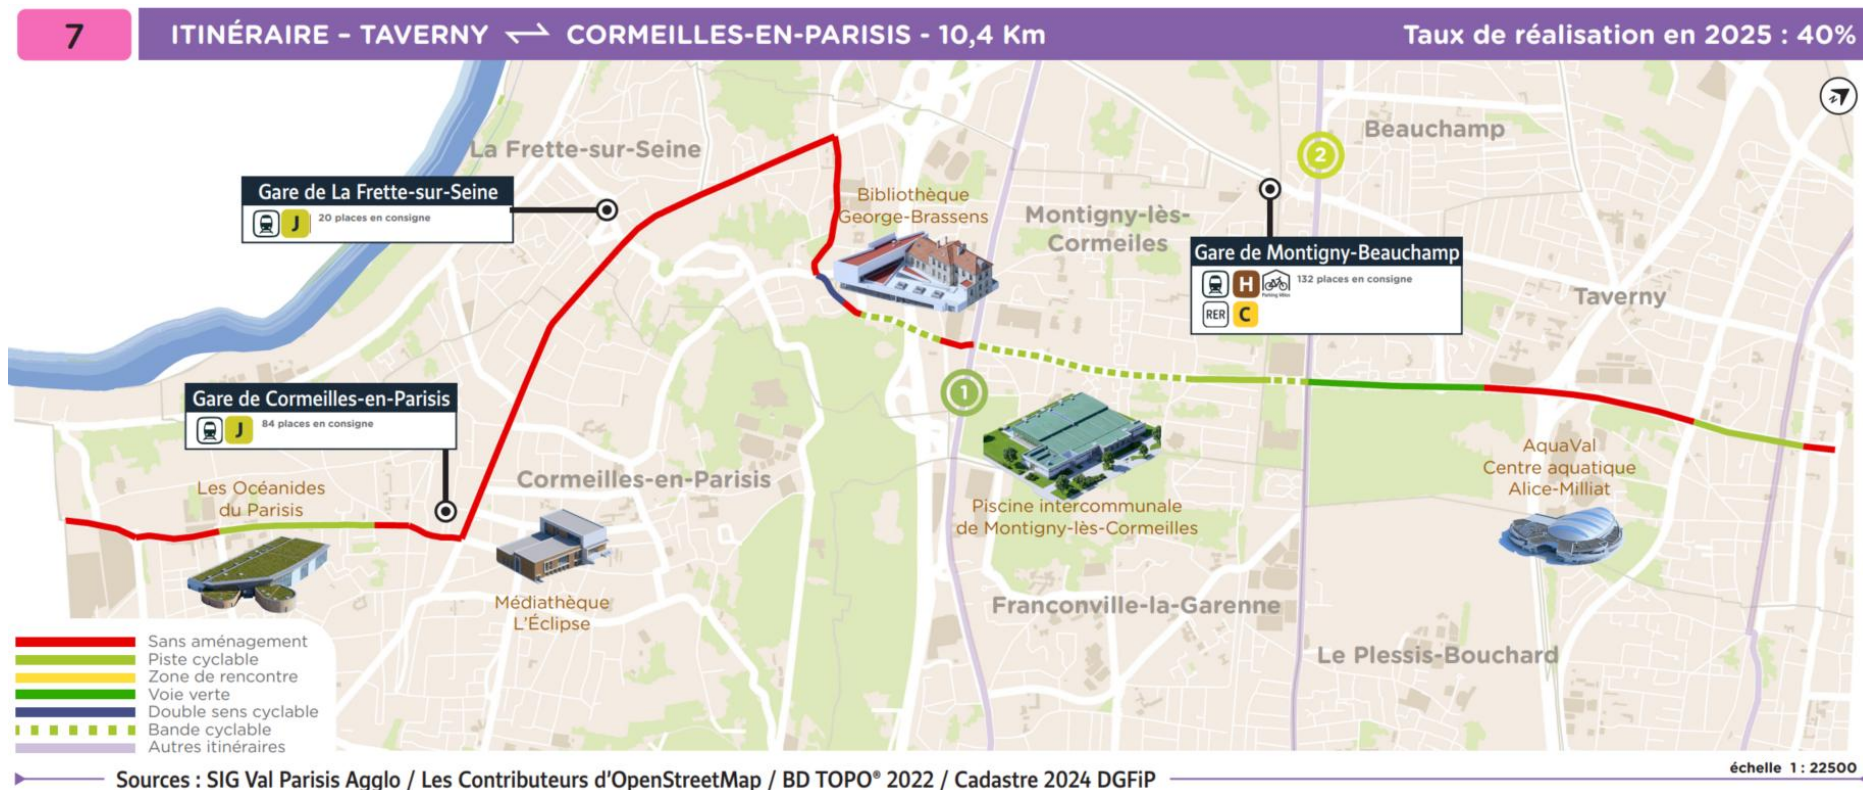 7
ITINÉRAIRE – TAVERNY ⇌ CORMEILLES-EN-PARISIS - 10,4 Km
Taux de réalisation en 2025 : 40%
Beauchamp
2
La Frette-sur-Seine
Gare de La Frette-sur-Seine
J 20 places en consigne
Bibliothèque
George-Brassens
Montigny-lès-
Cormeiles
Gare de Montigny-Beauchamp
H Parking Vélos 132 places en consigne
RER C
Taverny
Gare de Cormeilles-en-Parisis
J 84 places en consigne
1
Les Océanides
du Parisis
Cormeilles-en-Parisis
AquaVal
Centre aquatique
Alice-Milliat
Piscine intercommunale
de Montigny-lès-Cormeilles
Médiathèque
L'Éclipse
Franconville-la-Garenne
Le Plessis-Bouchard
Sans aménagement
Piste cyclable
Zone de rencontre
Voie verte
Double sens cyclable
Bande cyclable
Autres itinéraires
échelle 1 : 22500
Sources : SIG Val Parisis Agglo / Les Contributeurs d'OpenStreetMap / BD TOPO® 2022 / Cadastre 2024 DGFiP